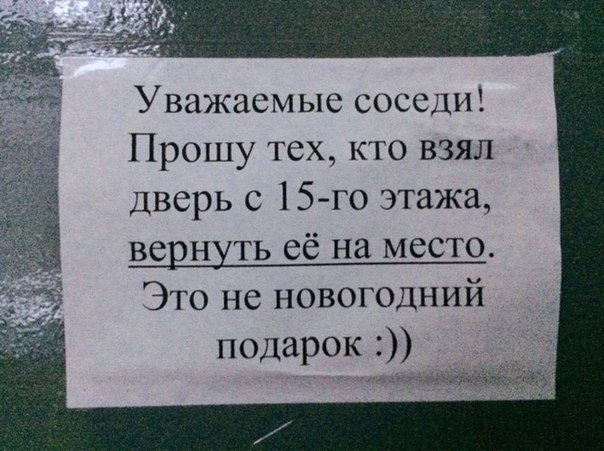 Уважаемые соседи!
Прошу тех, кто взял
дверь с 15-го этажа,
вернуть её на место.
Это не новогодний
подарок :))